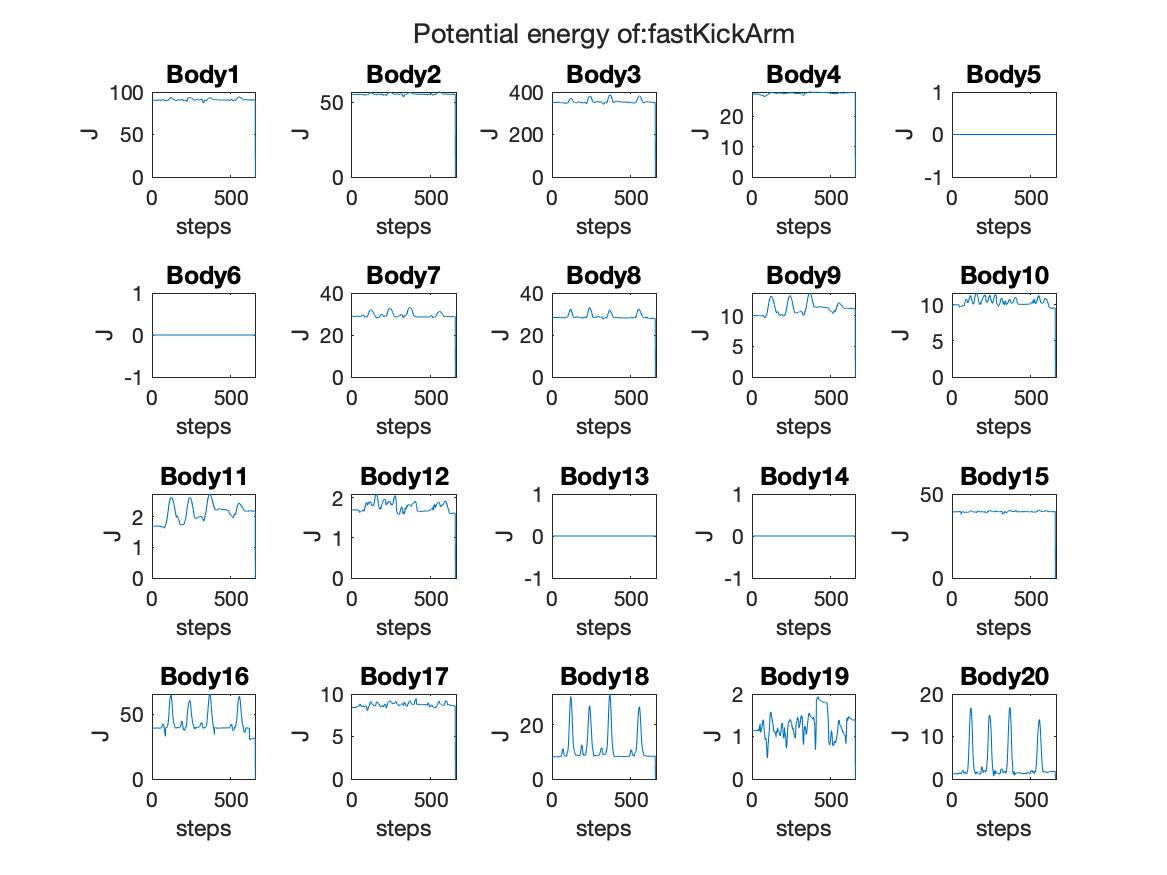 Potential energy of:fastKickArm
Body1 Body2 Body3 Body4 Body5
100 50 0 J 0 500 steps
50 0 J 0 500 steps
400 200 0 J 0 500 steps
20 10 0 J 0 500 steps
1 0 -1 J 0 500 steps
Body6 Body7 Body8 Body9 Body10
1 0 -1 J 0 500 steps
40 20 0 J 0 500 steps
40 20 0 J 0 500 steps
10 5 0 J 0 500 steps
10 5 0 J 0 500 steps
Body11 Body12 Body13 Body14 Body15
2 1 0 J 0 500 steps
2 1 0 J 0 500 steps
1 0 -1 J 0 500 steps
1 0 -1 J 0 500 steps
50 0 J 0 500 steps
Body16 Body17 Body18 Body19 Body20
50 0 J 0 500 steps
10 5 0 J 0 500 steps
20 0 J 0 500 steps
2 1 0 J 0 500 steps
20 10 0 J 0 500 steps